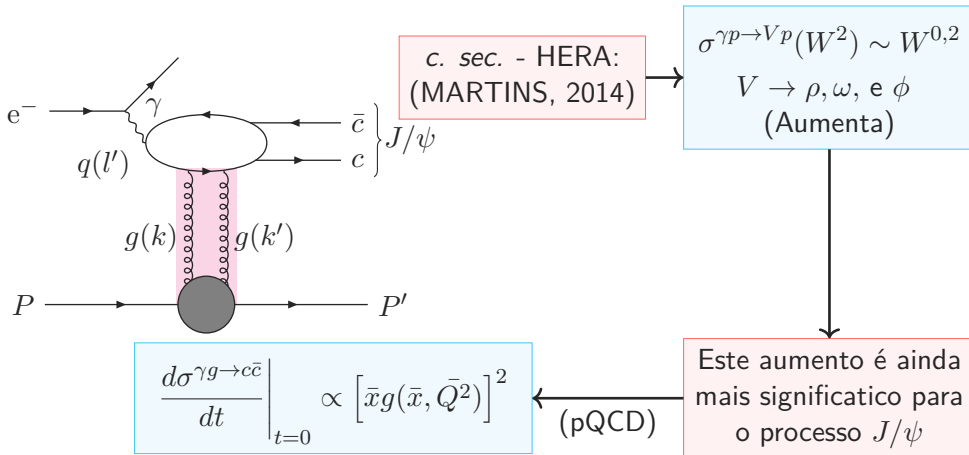 e⁻
γ
q(l′)
c̄
c
J/ψ
g(k)
g(k′)
P
P′
c. sec. - HERA:
(MARTINS, 2014)
σ^{γp→Vp}(W²) ∼ W^{0,2}
V → ρ, ω, e ϕ
(Aumenta)
Este aumento é ainda
mais significatico para
o processo J/ψ
(pQCD)
dσ^{γg→cc̄}/dt |_{t=0} ∝ [x̄g(x̄, Q̄²)]²